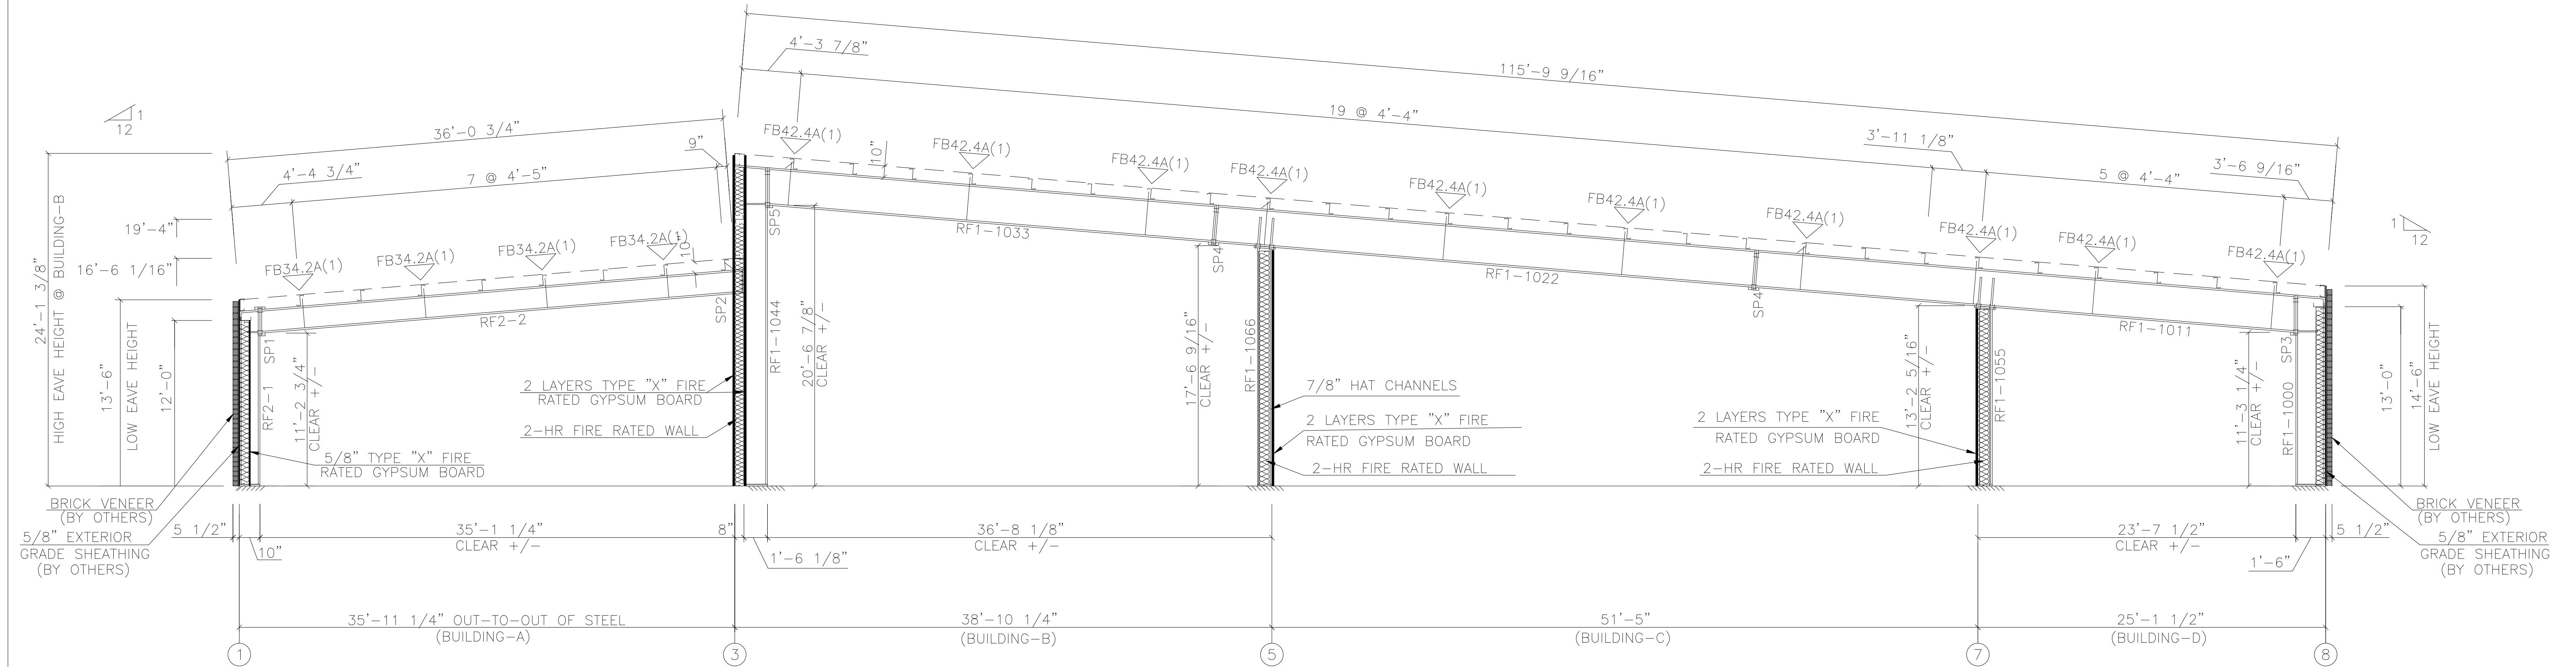 4'-3 7/8"
115'-9 9/16"
19 @ 4'-4"
3'-11 1/8"
5 @ 4'-4"
3'-6 9/16"
1
12
36'-0 3/4"
9"
4'-4 3/4"
7 @ 4'-5"
1
12
FB42.4A(1)
FB42.4A(1)
10"
FB42.4A(1)
FB42.4A(1)
FB42.4A(1)
FB42.4A(1)
FB42.4A(1)
FB42.4A(1)
FB42.4A(1)
FB42.4A(1)
FB34.2A(1)
FB34.2A(1)
FB34.2A(1)
FB34.2A(1)
10"
24'-1 3/8"
HIGH EAVE HEIGHT @ BUILDING-B
19'-4"
16'-6 1/16"
13'-6"
LOW EAVE HEIGHT
12'-0"
RF2-1
SP1
11'-2 3/4"
CLEAR +/-
RF2-2
SP2
SP5
RF1-1044
20'-6 7/8"
CLEAR +/-
RF1-1033
SP4
17'-6 9/16"
CLEAR +/-
RF1-1066
RF1-1022
SP4
13'-2 5/16"
CLEAR +/-
RF1-1055
RF1-1011
11'-3 1/4"
CLEAR +/-
RF1-1000
SP3
13'-0"
14'-6"
LOW EAVE HEIGHT
2 LAYERS TYPE "X" FIRE
RATED GYPSUM BOARD
2-HR FIRE RATED WALL
5/8" TYPE "X" FIRE
RATED GYPSUM BOARD
7/8" HAT CHANNELS
2 LAYERS TYPE "X" FIRE
RATED GYPSUM BOARD
2-HR FIRE RATED WALL
2 LAYERS TYPE "X" FIRE
RATED GYPSUM BOARD
2-HR FIRE RATED WALL
BRICK VENEER
(BY OTHERS)
5/8" EXTERIOR
GRADE SHEATHING
(BY OTHERS)
BRICK VENEER
(BY OTHERS)
5/8" EXTERIOR
GRADE SHEATHING
(BY OTHERS)
5 1/2"
10"
35'-1 1/4"
CLEAR +/-
8"
1'-6 1/8"
36'-8 1/8"
CLEAR +/-
23'-7 1/2"
CLEAR +/-
1'-6"
5 1/2"
35'-11 1/4" OUT-TO-OUT OF STEEL
(BUILDING-A)
38'-10 1/4"
(BUILDING-B)
51'-5"
(BUILDING-C)
25'-1 1/2"
(BUILDING-D)
1
3
5
7
8